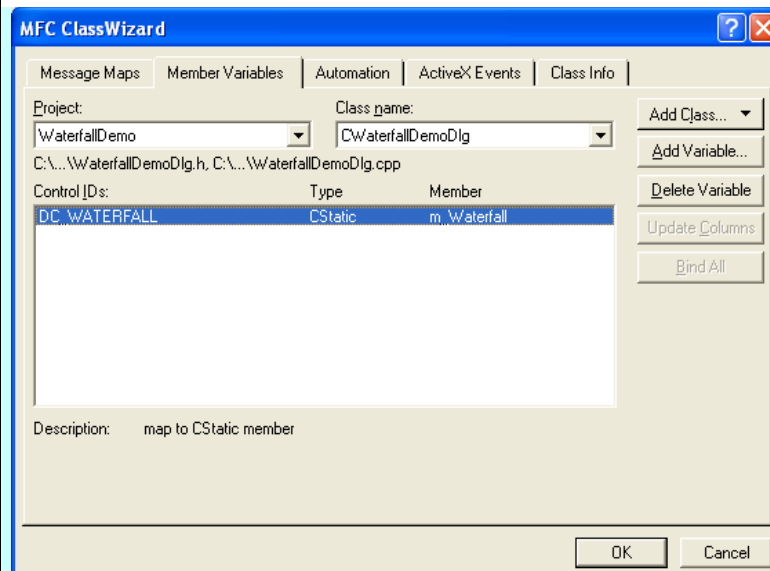 MFC ClassWizard
Message Maps Member Variables Automation ActiveX Events Class Info
Project: Class name:
WaterfallDemo CWaterfallDemoDlg
C:\...\WaterfallDemoDlg.h, C:\...\WaterfallDemoDlg.cpp
Control IDs: Type Member
DC_WATERFALL CStatic m_Waterfall
Description: map to CStatic member
Add Class...
Add Variable...
Delete Variable
Update Columns
Bind All
OK Cancel